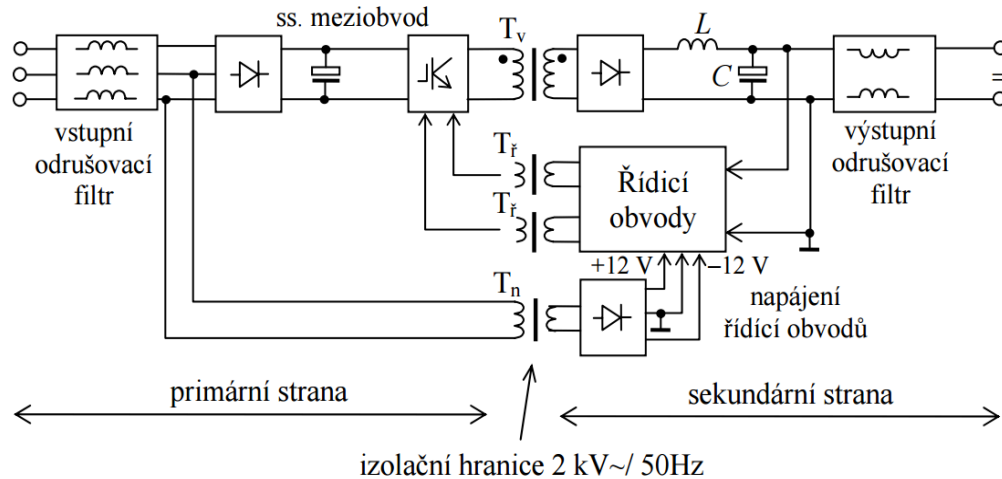 ss. meziobvod
Tv
L
C
=
vstupní
odrušovací
filtr
Tř
Tř
Řídicí
obvody
výstupní
odrušovací
filtr
+12 V
–12 V
Tn
napájení
řídící obvodů
primární strana
sekundární strana
izolační hranice 2 kV~/ 50Hz